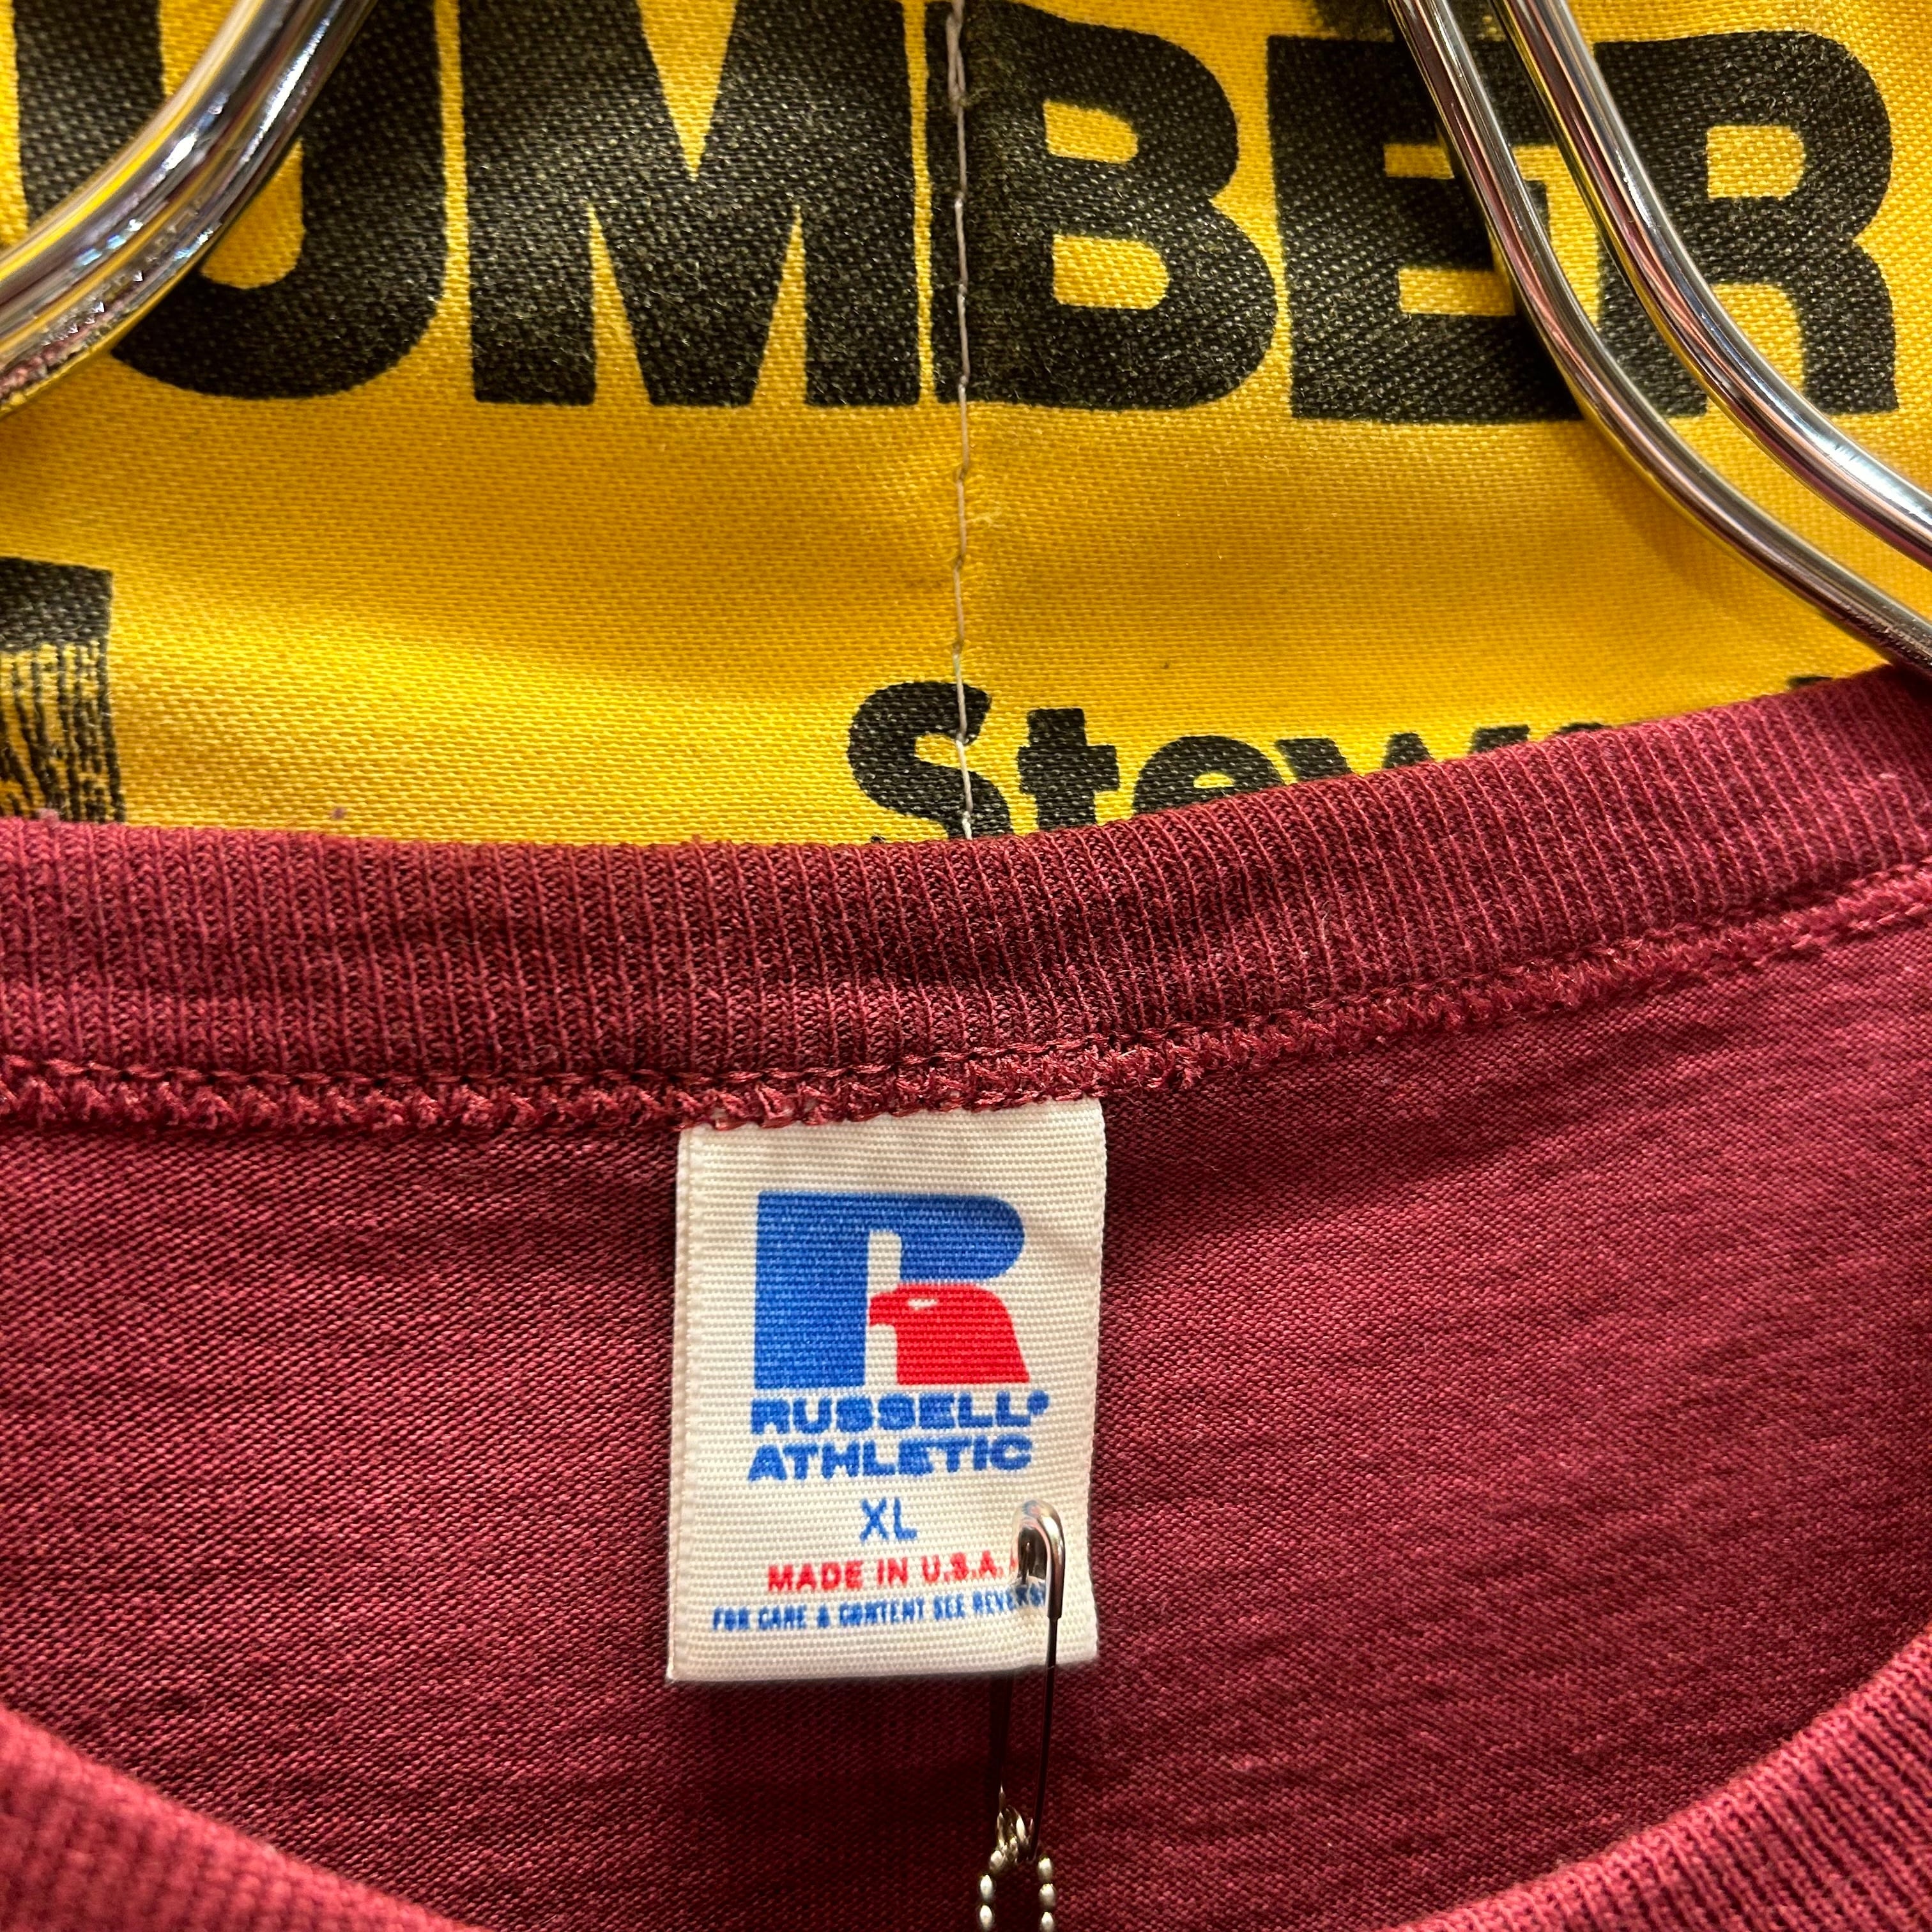 UMBER
Stew
RUSSELL®
ATHLETIC
XL
MADE IN U.S.A.
FOR CARE & CONTENT SEE REVERSE